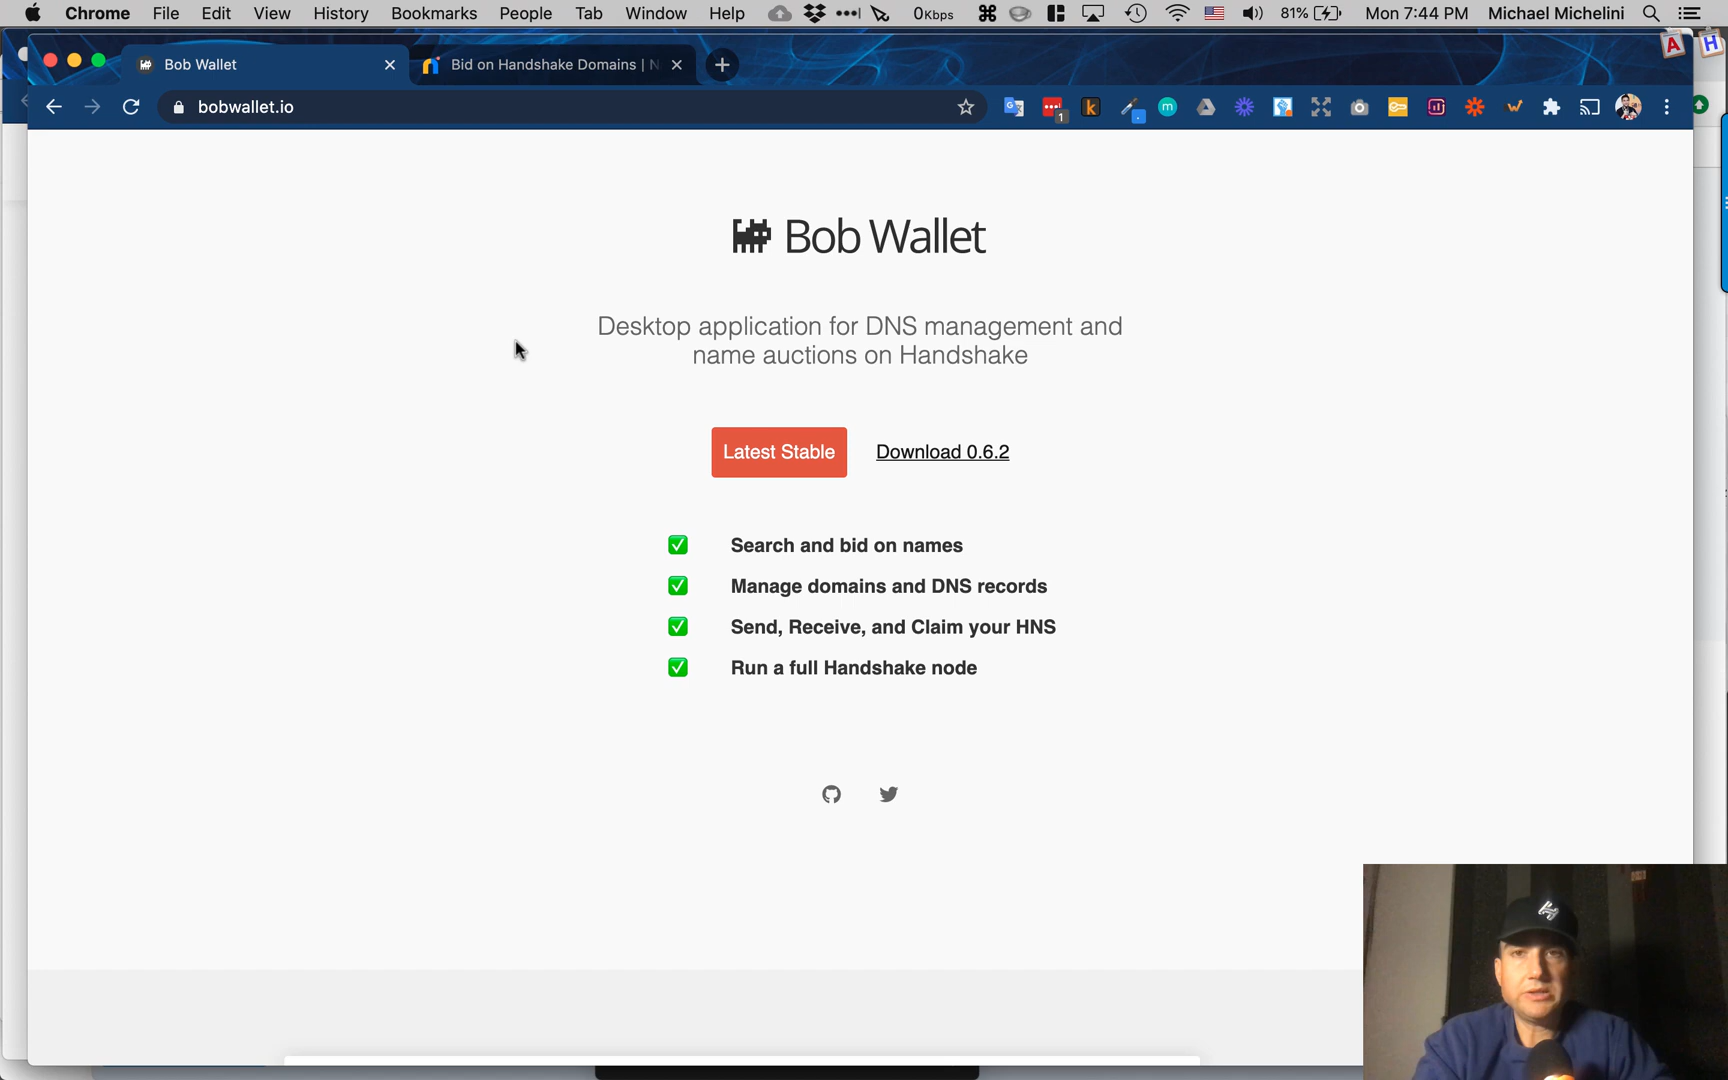 Chrome File Edit View History Bookmarks People Tab Window Help 0Kbps 81% Mon 7:44 PM Michael Michelini
Bob Wallet Bid on Handshake Domains | N
bobwallet.io
1
k
m
A H
Bob Wallet
Desktop application for DNS management and
name auctions on Handshake
Latest Stable Download 0.6.2
Search and bid on names
Manage domains and DNS records
Send, Receive, and Claim your HNS
Run a full Handshake node